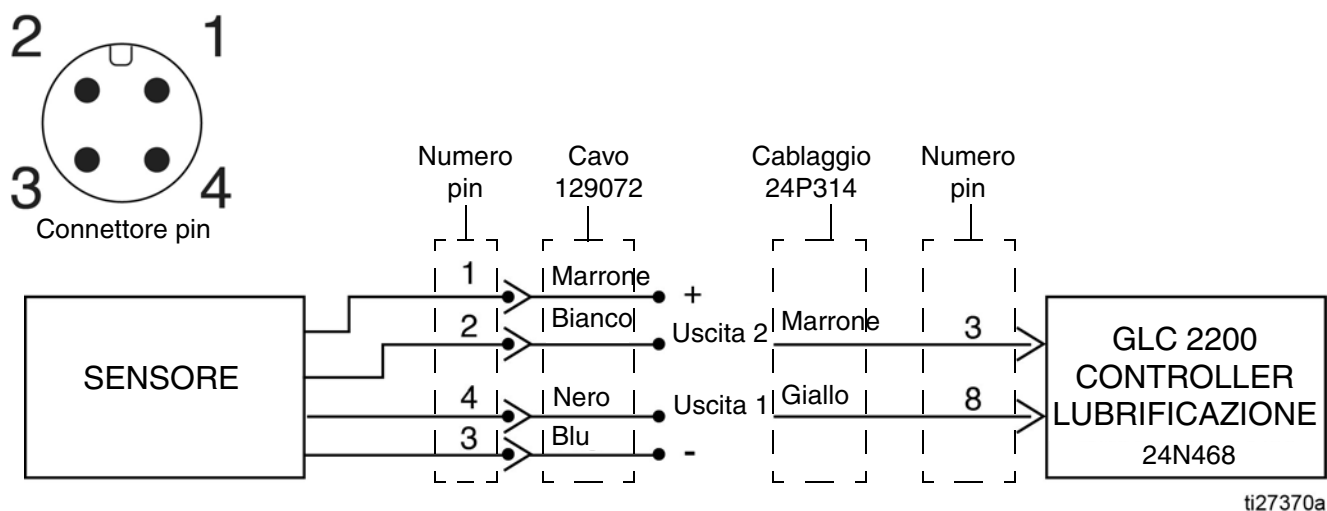 2 1
3 4
Connettore pin
Numero
pin
Cavo
129072
Cablaggio
24P314
Numero
pin
SENSORE
1 Marrone +
2 Bianco Uscita 2 Marrone 3
4 Nero Uscita 1 Giallo 8
3 Blu -
GLC 2200
CONTROLLER
LUBRIFICAZIONE
24N468
ti27370a